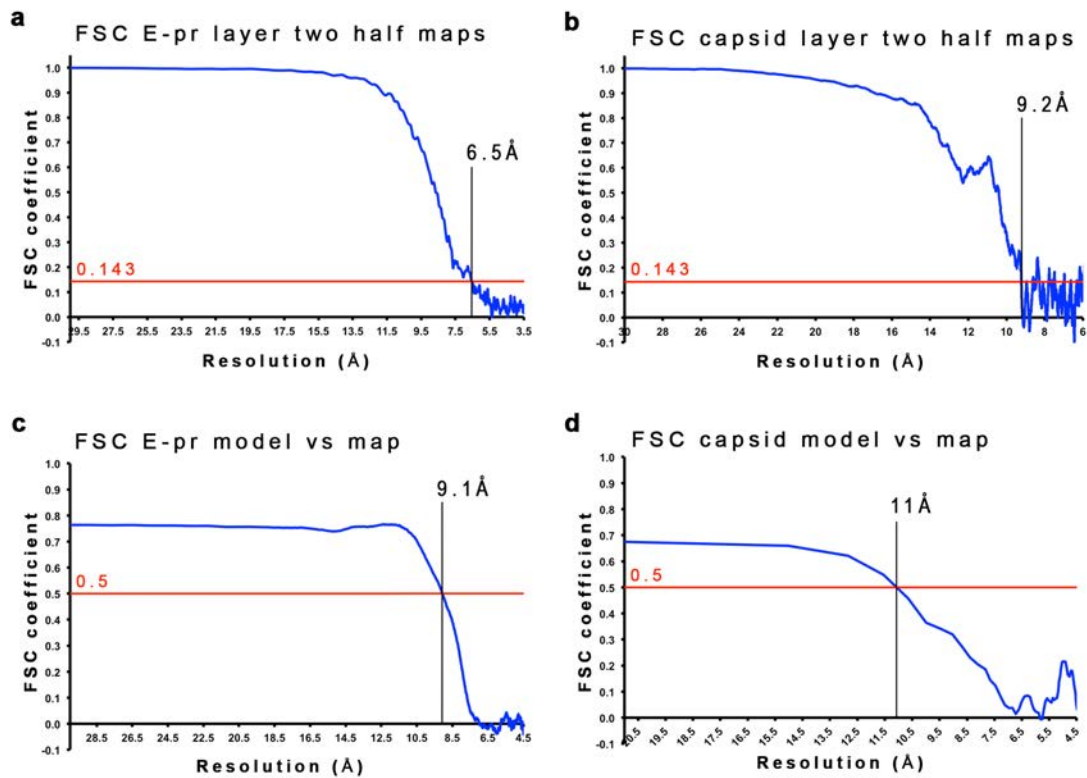 a
FSC E-pr layer two half maps
1.0
0.9
0.8
0.7
0.6
0.5
0.4
0.3
0.2
0.1
0.0
-0.1
FSC coefficient
6.5Å
0.143
29.5 27.5 25.5 23.5 21.5 19.5 17.5 15.5 13.5 11.5 9.5 7.5 5.5 3.5
Resolution (Å)
b
FSC capsid layer two half maps
1.0
0.9
0.8
0.7
0.6
0.5
0.4
0.3
0.2
0.1
0.0
-0.1
FSC coefficient
9.2Å
0.143
30 28 26 24 22 20 18 16 14 12 10 8 6
Resolution (Å)
c
FSC E-pr model vs map
1.0
0.9
0.8
0.7
0.6
0.5
0.4
0.3
0.2
0.1
0.0
-0.1
FSC coefficient
9.1Å
0.5
28.5 26.5 24.5 22.5 20.5 18.5 16.5 14.5 12.5 10.5 8.5 6.5 4.5
Resolution (Å)
d
FSC capsid model vs map
1.0
0.9
0.8
0.7
0.6
0.5
0.4
0.3
0.2
0.1
0.0
-0.1
FSC coefficient
11Å
0.5
20.5 19.5 18.5 17.5 16.5 15.5 14.5 13.5 12.5 11.5 10.5 9.5 8.5 7.5 6.5 5.5 4.5
Resolution (Å)